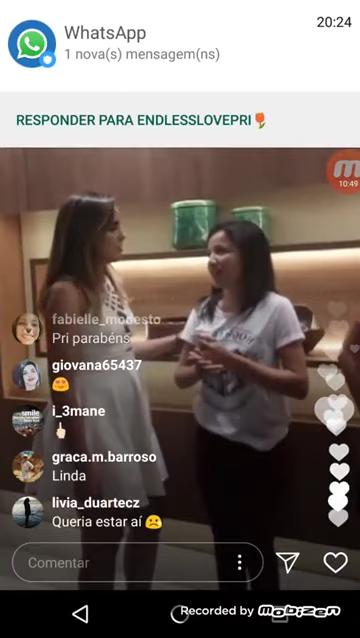 WhatsApp
20:24
1 nova(s) mensagem(ns)
RESPONDER PARA ENDLESSLOVEPRI🌷
10:49
fabielle_modesto
Pri parabéns
giovana65437
😍
i_3mane
👆🏻
graca.m.barroso
Linda
livia_duartecz
Queria estar aí ☹️
Comentar
Recorded by mobizen